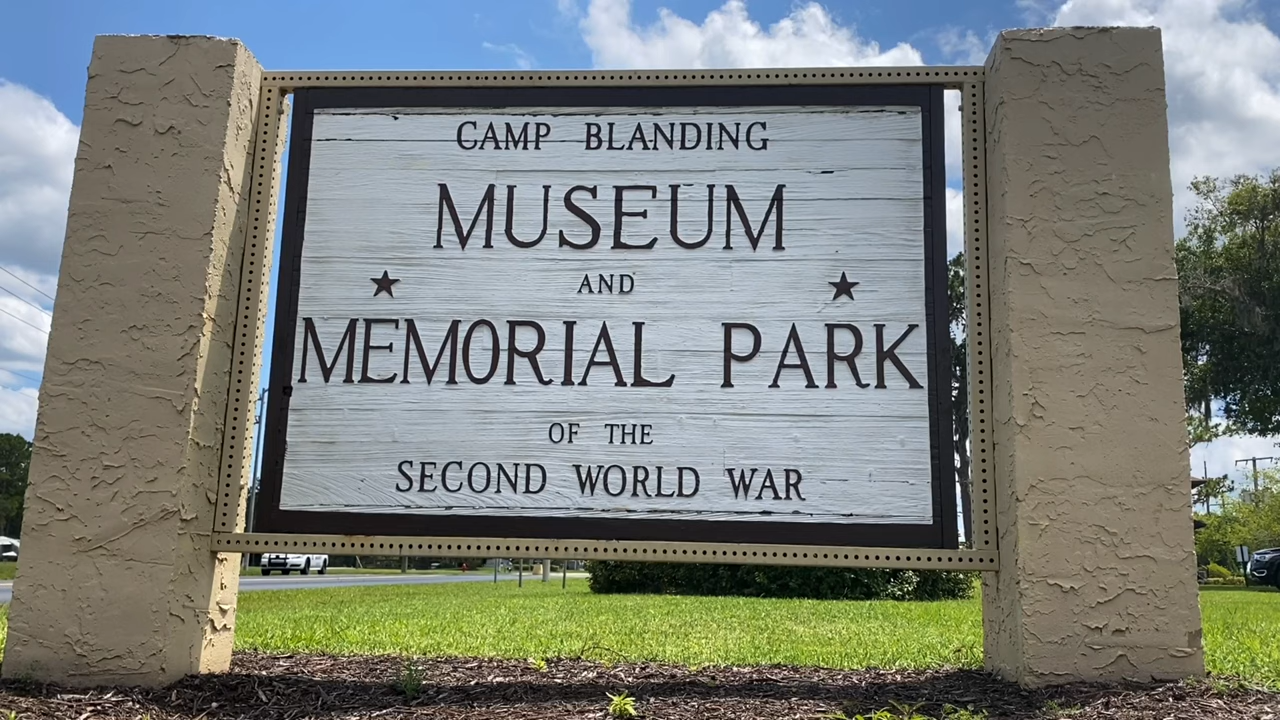 CAMP BLANDING
MUSEUM
AND
MEMORIAL PARK
OF THE
SECOND WORLD WAR